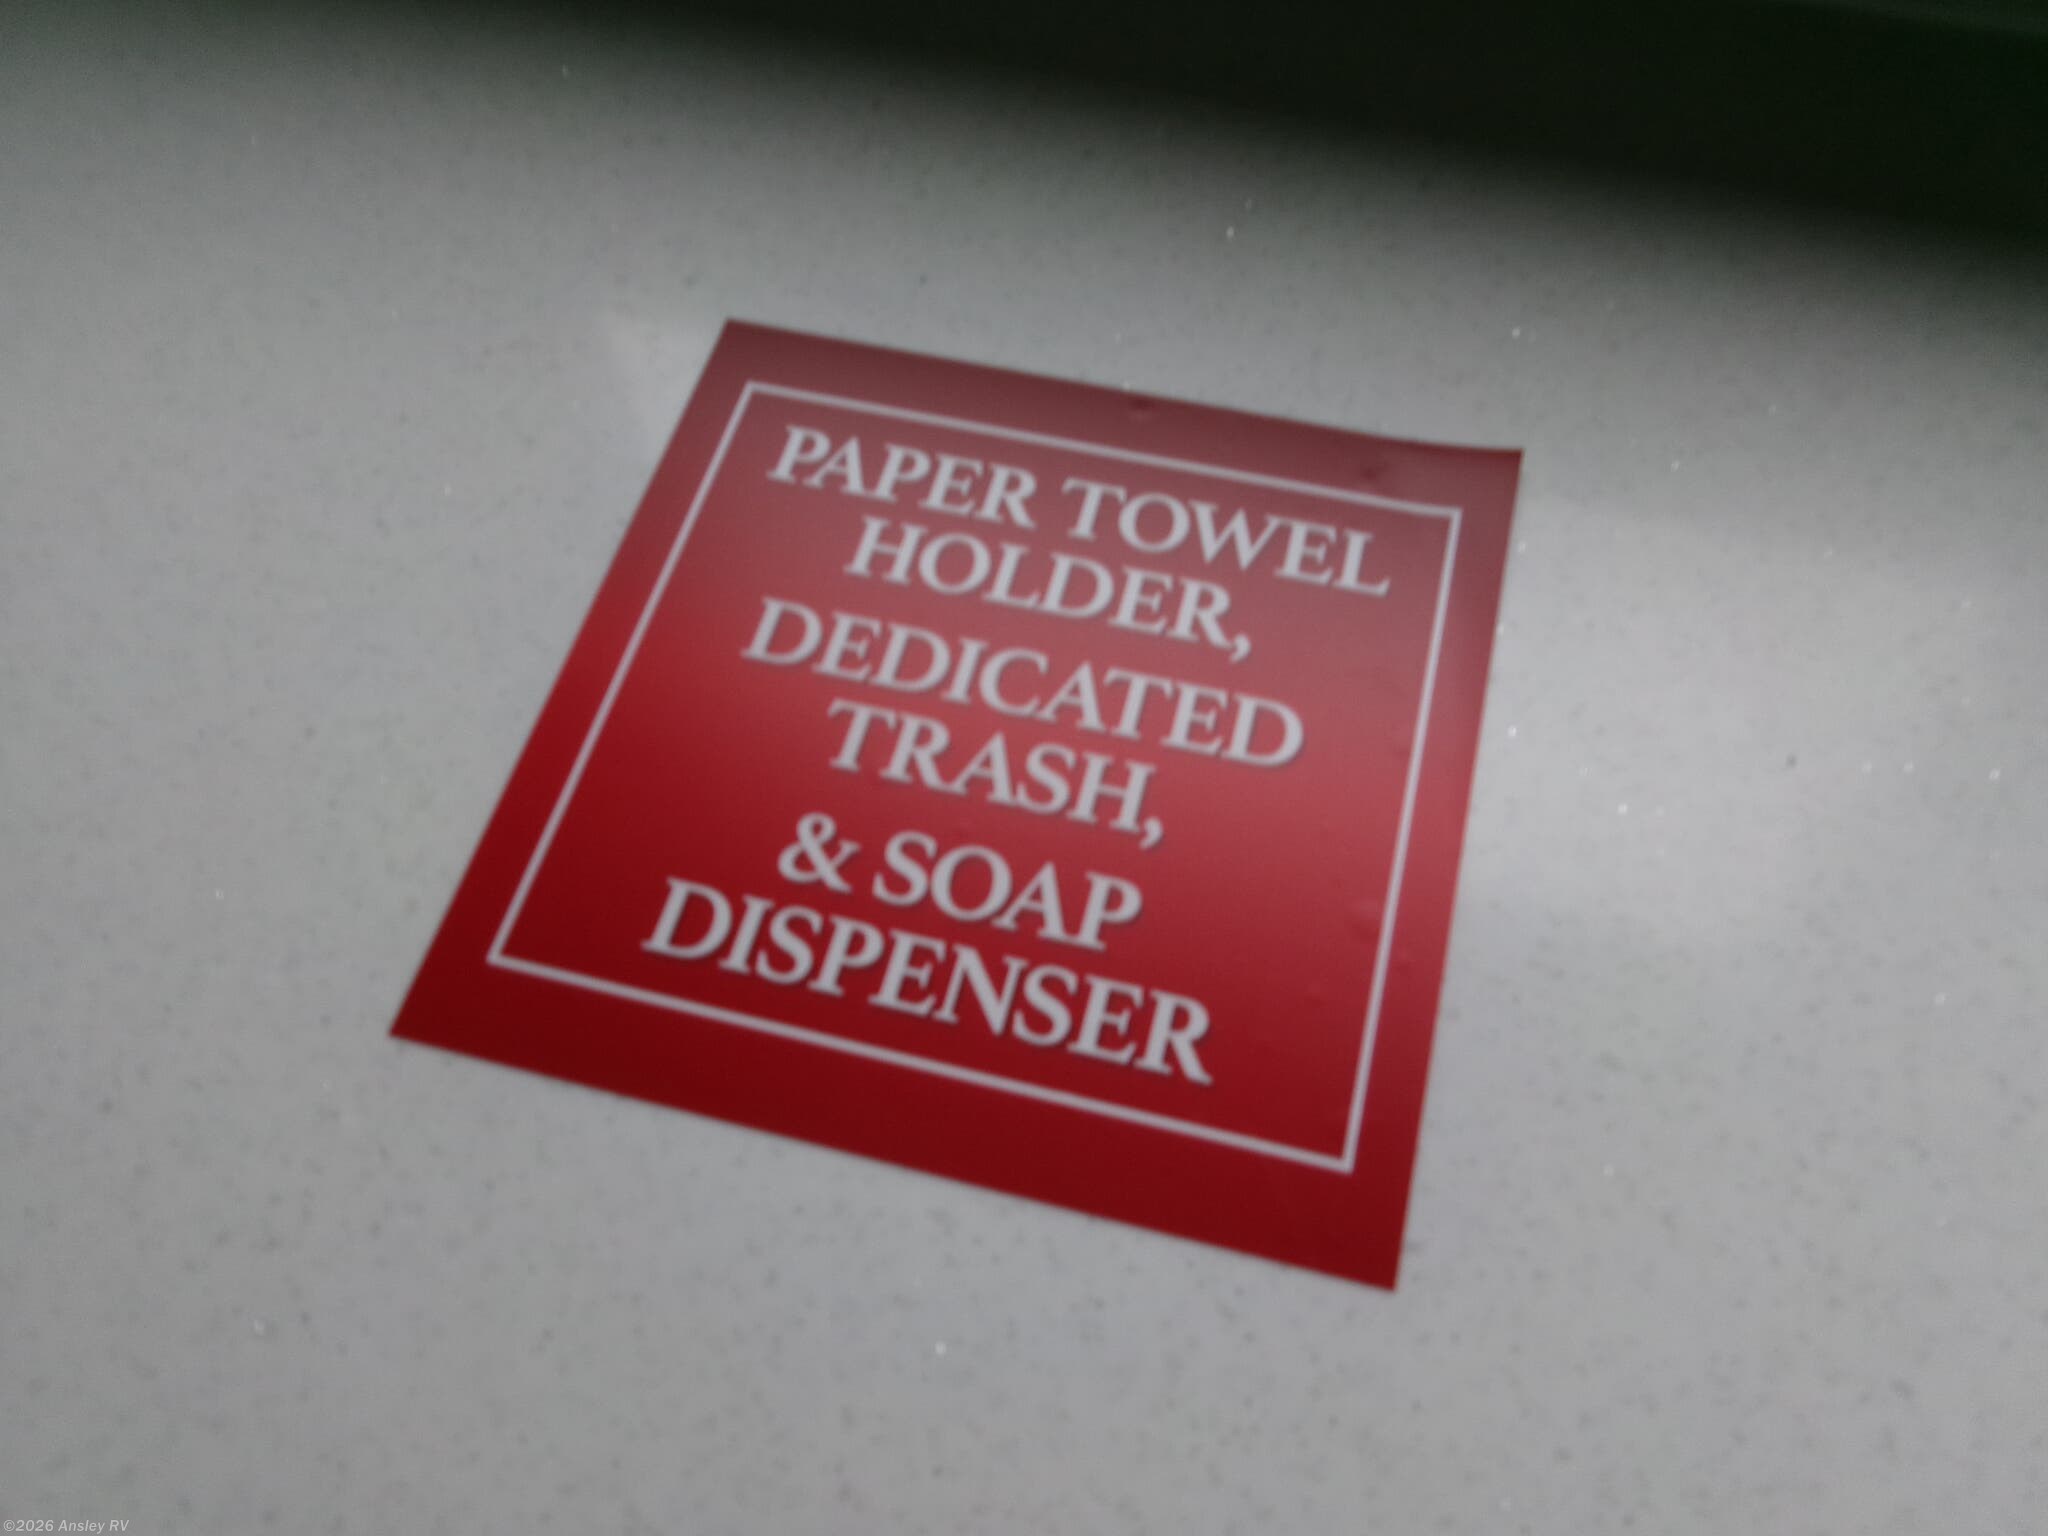 PAPER TOWEL
HOLDER,
DEDICATED
TRASH,
& SOAP
DISPENSER
©2026 Ansley RV